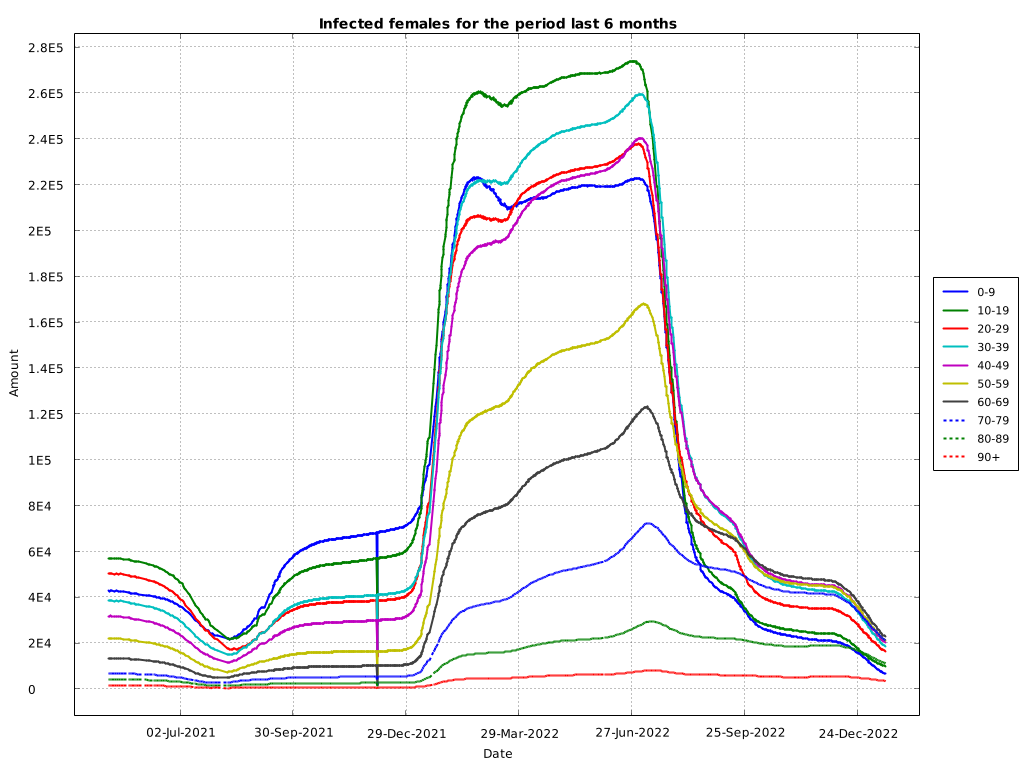 Infected females for the period last 6 months
2.8E5
2.6E5
2.4E5
2.2E5
2E5
1.8E5
1.6E5
1.4E5
1.2E5
1E5
8E4
6E4
4E4
2E4
0
Amount
02-Jul-2021
30-Sep-2021
29-Dec-2021
29-Mar-2022
27-Jun-2022
25-Sep-2022
24-Dec-2022
Date
0-9
10-19
20-29
30-39
40-49
50-59
60-69
70-79
80-89
90+